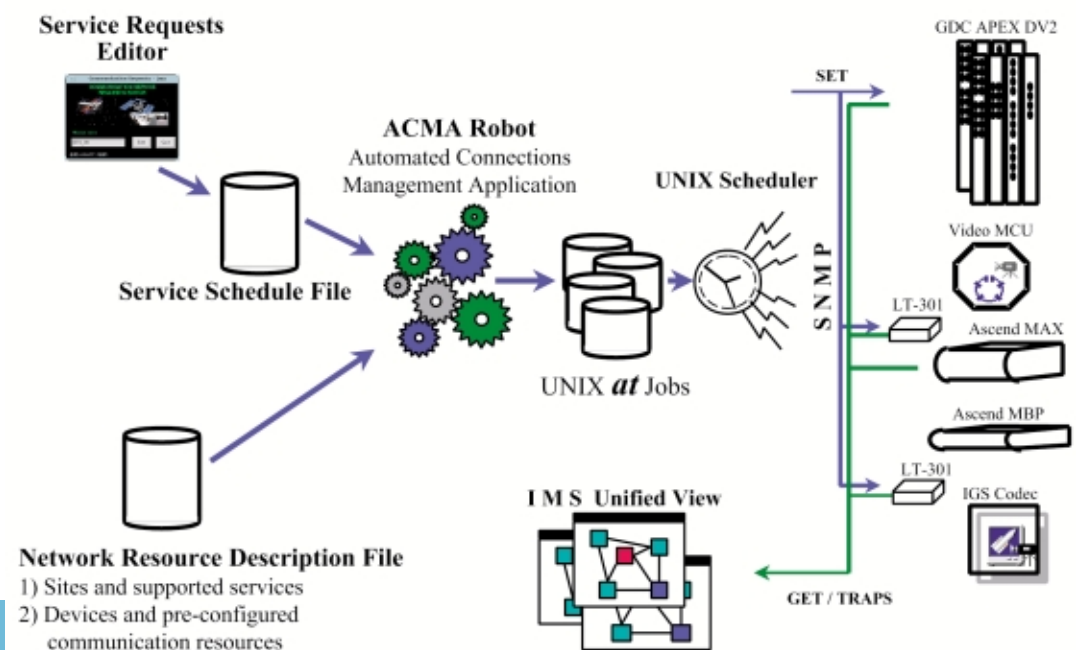 Service Requests
Editor
ACMA Robot
Automated Connections
Management Application
Service Schedule File
UNIX Scheduler
UNIX at Jobs
SET
GDC APEX DV2
Video MCU
LT-301
Ascend MAX
SNMP
Ascend MBP
LT-301
IGS Codec
I M S Unified View
GET / TRAPS
Network Resource Description File
1) Sites and supported services
2) Devices and pre-configured
communication resources